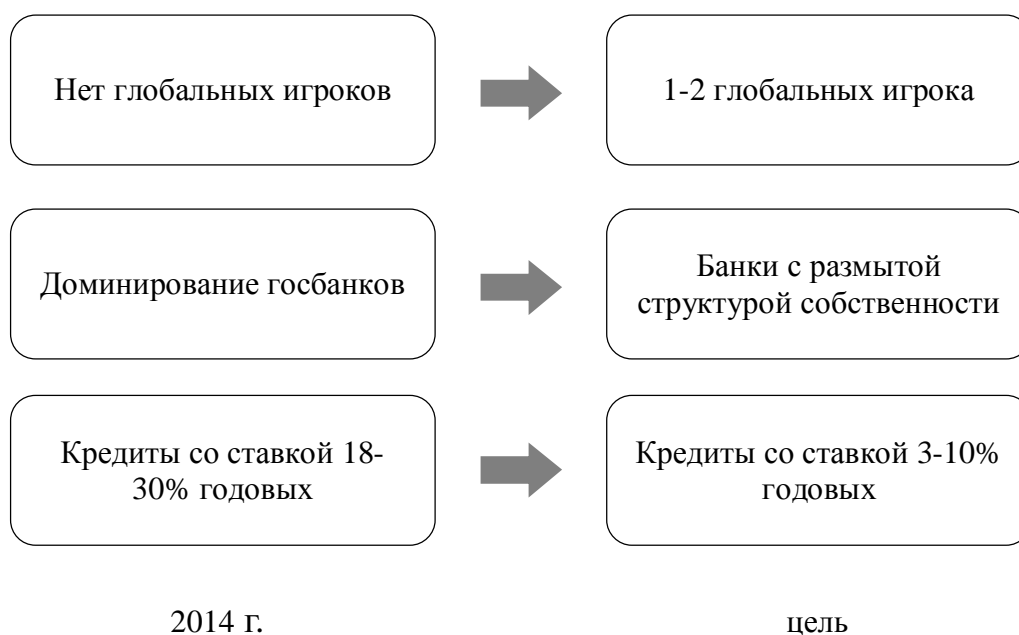 Нет глобальных игроков
1-2 глобальных игрока
Доминирование госбанков
Банки с размытой
структурой собственности
Кредиты со ставкой 18-
30% годовых
Кредиты со ставкой 3-10%
годовых
2014 г.
цель